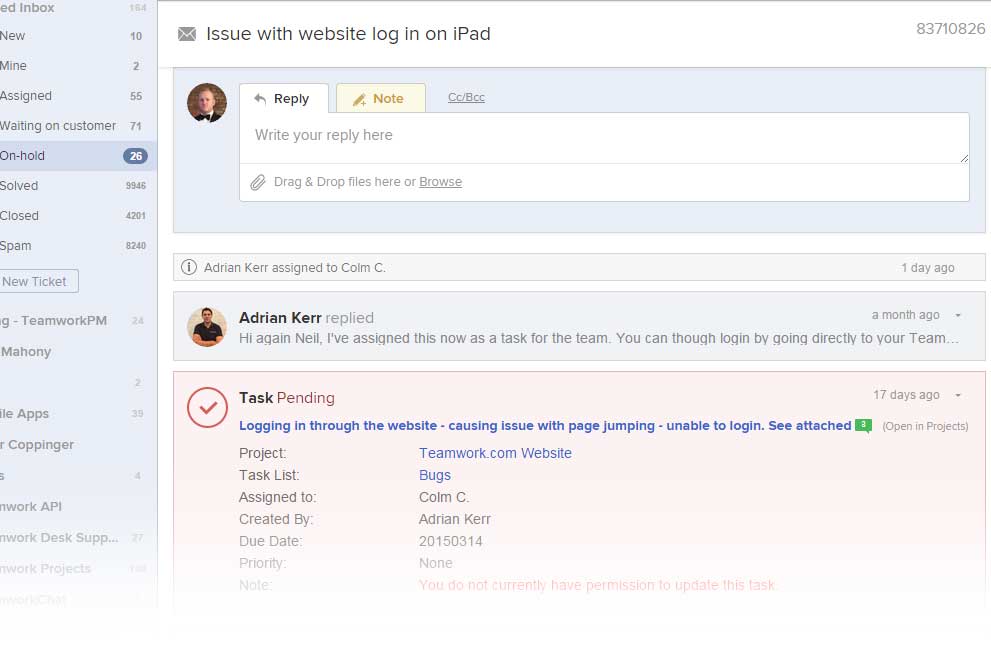 ed Inbox 164
New 10
Mine 2
Assigned 55
Waiting on customer 71
On-hold 26
Solved 9946
Closed 4201
Spam 8240
New Ticket
ng - TeamworkPM 24
Mahony
2
ile Apps 39
r Coppinger
s 4
mwork API
mwork Desk Supp... 27
mwork Projects
mworkChat
Issue with website log in on iPad
83710826
Reply
Note
Cc/Bcc
Write your reply here
Drag & Drop files here or Browse
Adrian Kerr assigned to Colm C.
1 day ago
Adrian Kerr replied
a month ago
Hi again Neil, I've assigned this now as a task for the team. You can though login by going directly to your Team...
Task Pending
17 days ago
Logging in through the website - causing issue with page jumping - unable to login. See attached 3 (Open in Projects)
Project: Teamwork.com Website
Task List: Bugs
Assigned to: Colm C.
Created By: Adrian Kerr
Due Date: 20150314
Priority: None
Note: You do not currently have permission to update this task.